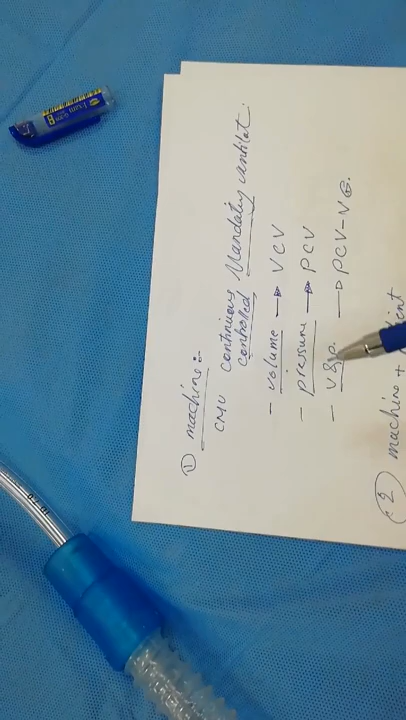 ① machine :-
CMV continuous Mandatory ventilat.
controlled
- volume → VCV
- pressure → PCV
- V&p. → PCV-VG.
② machine +